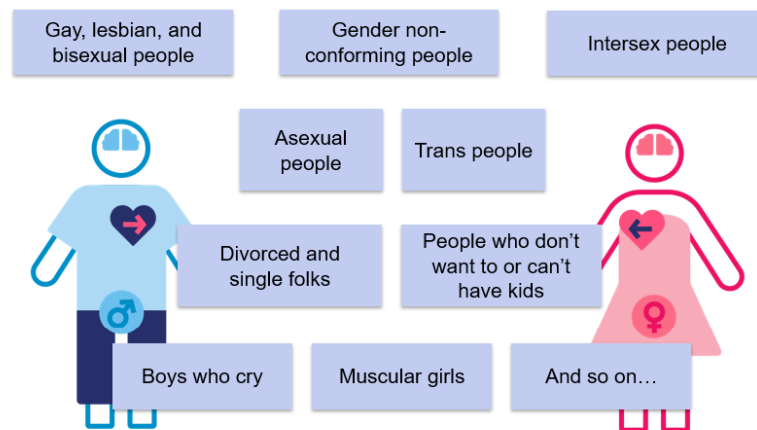 Gay, lesbian, and
bisexual people
Gender non-
conforming people
Intersex people
Asexual
people
Trans people
Divorced and
single folks
People who don’t
want to or can’t
have kids
Boys who cry
Muscular girls
And so on…